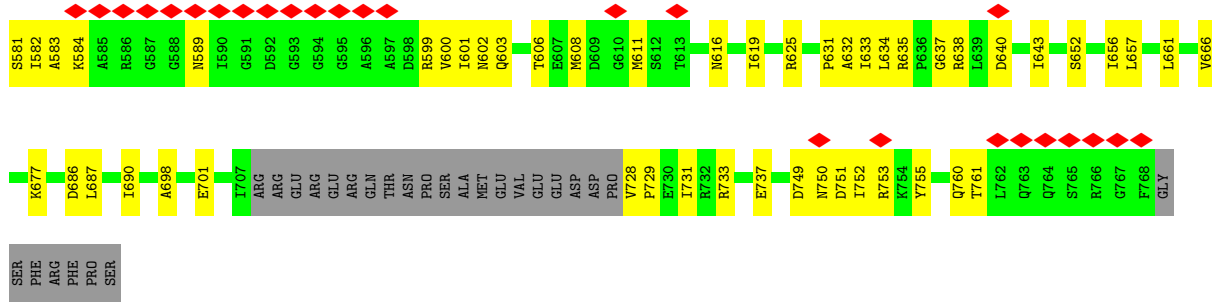 S581 I582 A583 K584 A585 R586 G587 G588 N589 I590 G591 D592 G593 G594 G595 A596 A597 D598 R599 V600 I601 N602 Q603 T606 E607 M608 D609 G610 M611 S612 T613 N616 I619 R625 P631 A632 I633 L634 R635 P636 G637 R638 L639 D640 I643 S652 I656 L657 L661 V666
K677 D686 L687 I690 A698 E701 I707 ARG ARG GLU ARG GLU ARG GLN THR ASN PRO SER ALA MET GLU VAL GLU GLU ASP ASP PRO V728 P729 E730 I731 R732 R733 E737 D749 N750 D751 I752 R753 K754 Y755 Q760 T761 L762 Q763 Q764 S765 R766 G767 F768 GLY
SER PHE ARG PHE PRO SER